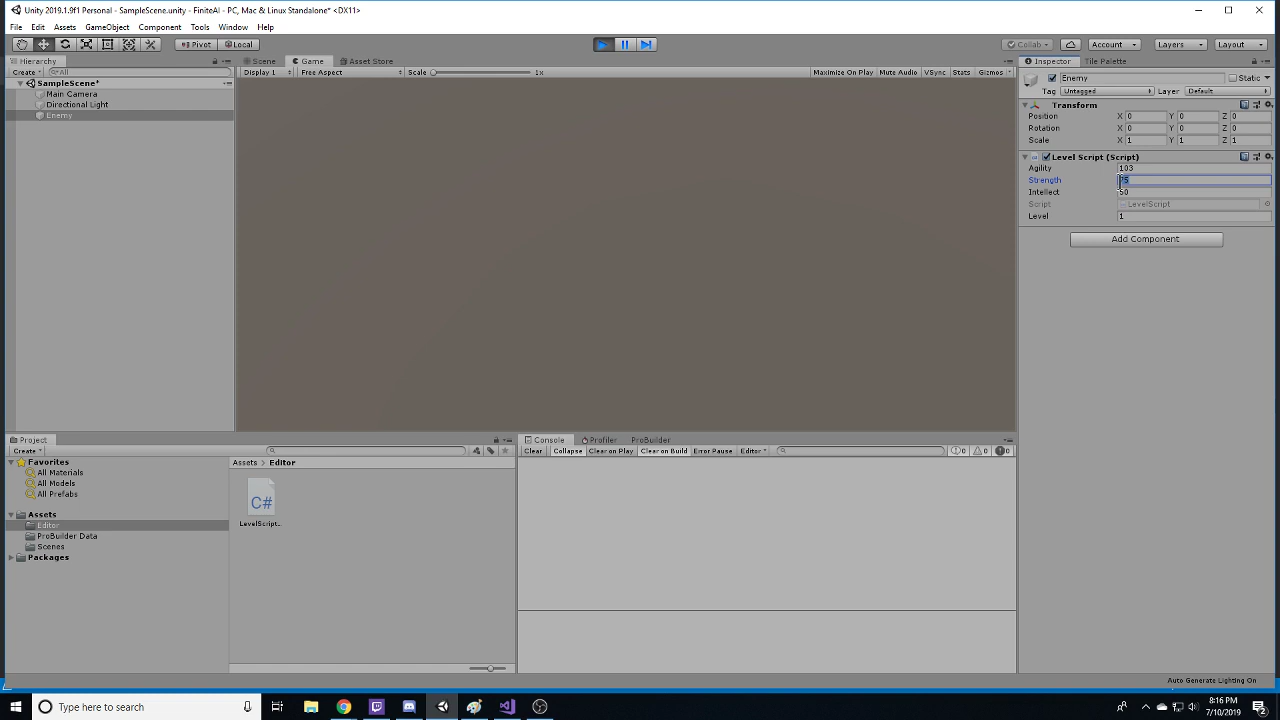 Unity 2019.1.9f1 Personal - SampleScene.unity - FiniteAI - PC, Mac & Linux Standalone* <DX11>
File Edit Assets GameObject Component Tools Window Help
Pivot Local Collab Account Layers Layout
Hierarchy Scene Game Asset Store Inspector Tile Palette
Create All Display 1 Free Aspect Scale 1x Maximize On Play Mute Audio VSync Stats Gizmos
Enemy Static
SampleScene*
Main Camera
Directional Light
Enemy
Tag Untagged Layer Default
Transform
Position X 0 Y 0 Z 0
Rotation X 0 Y 0 Z 0
Scale X 1 Y 1 Z 1
Level Script (Script)
Agility 103
Strength
Intellect 50
Script LevelScript
Level 1
Add Component
Project Console Profiler ProBuilder
Create Clear Collapse Clear on Play Clear on Build Error Pause Editor 0 0 0
Favorites
All Materials
All Models
All Prefabs
Assets
Editor
ProBuilder Data
Scenes
Packages
Assets Editor
C#
LevelScript...
Auto Generate Lighting On
Type here to search
8:16 PM
7/10/2019
2